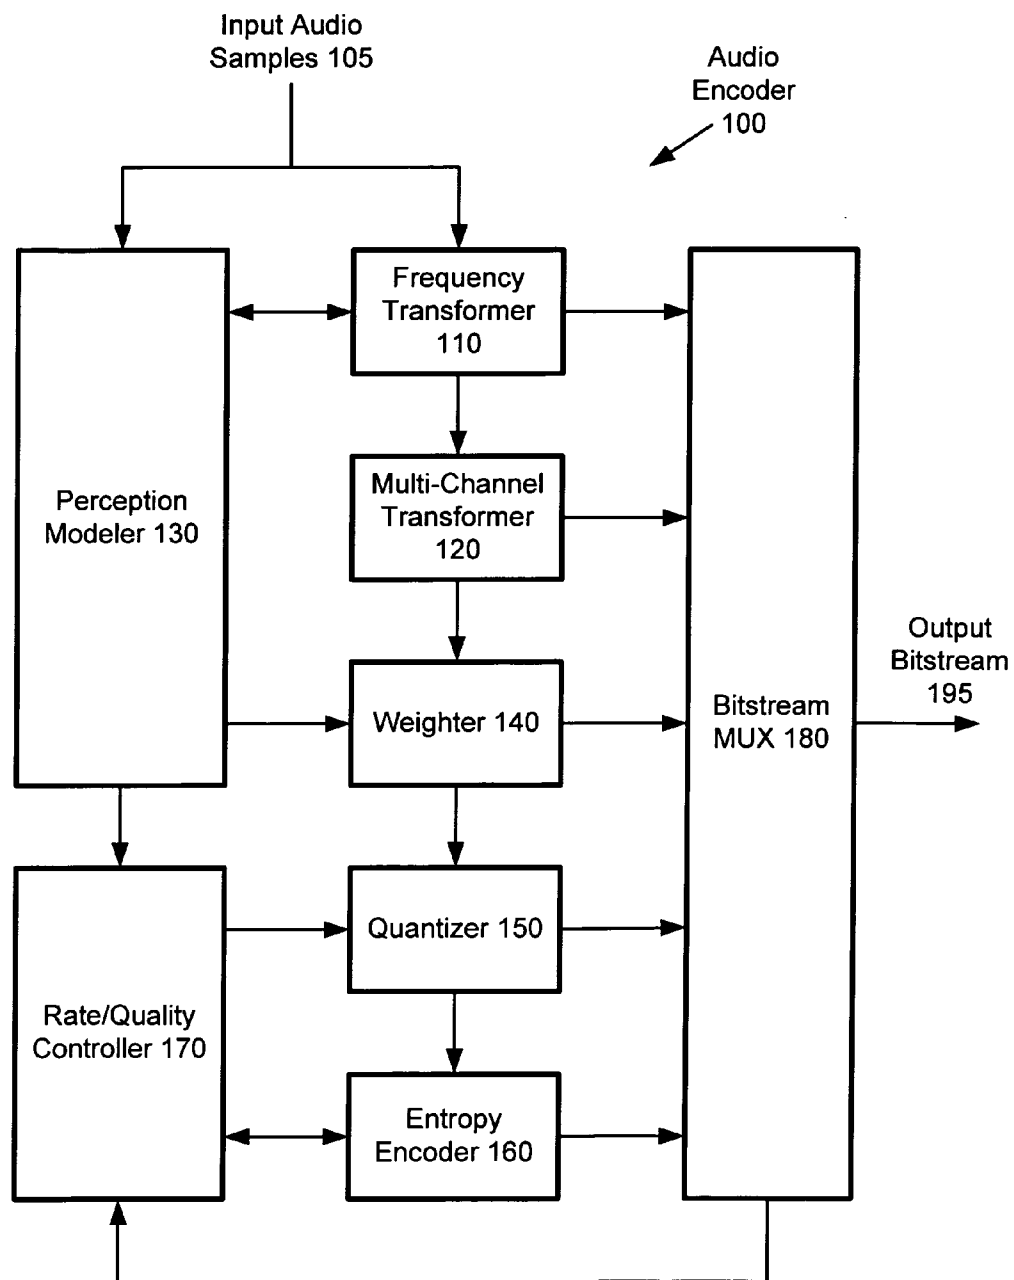 Input Audio
Samples 105
Audio
Encoder
100
Frequency
Transformer
110
Multi-Channel
Transformer
120
Perception
Modeler 130
Output
Bitstream
195
Weighter 140
Bitstream
MUX 180
Quantizer 150
Rate/Quality
Controller 170
Entropy
Encoder 160